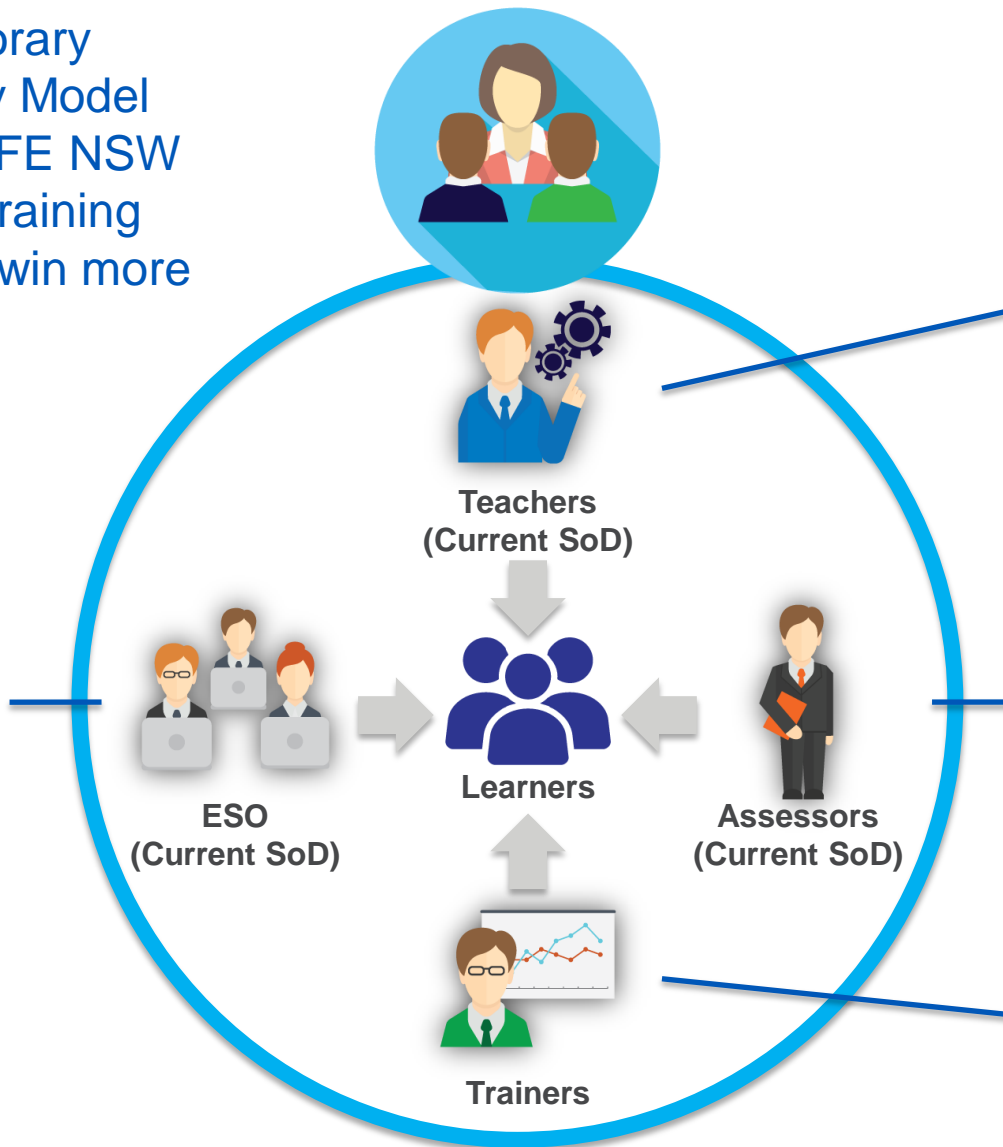 orary
y Model
FE NSW
raining
win more
Teachers
(Current SoD)
Learners
ESO
(Current SoD)
Assessors
(Current SoD)
Trainers